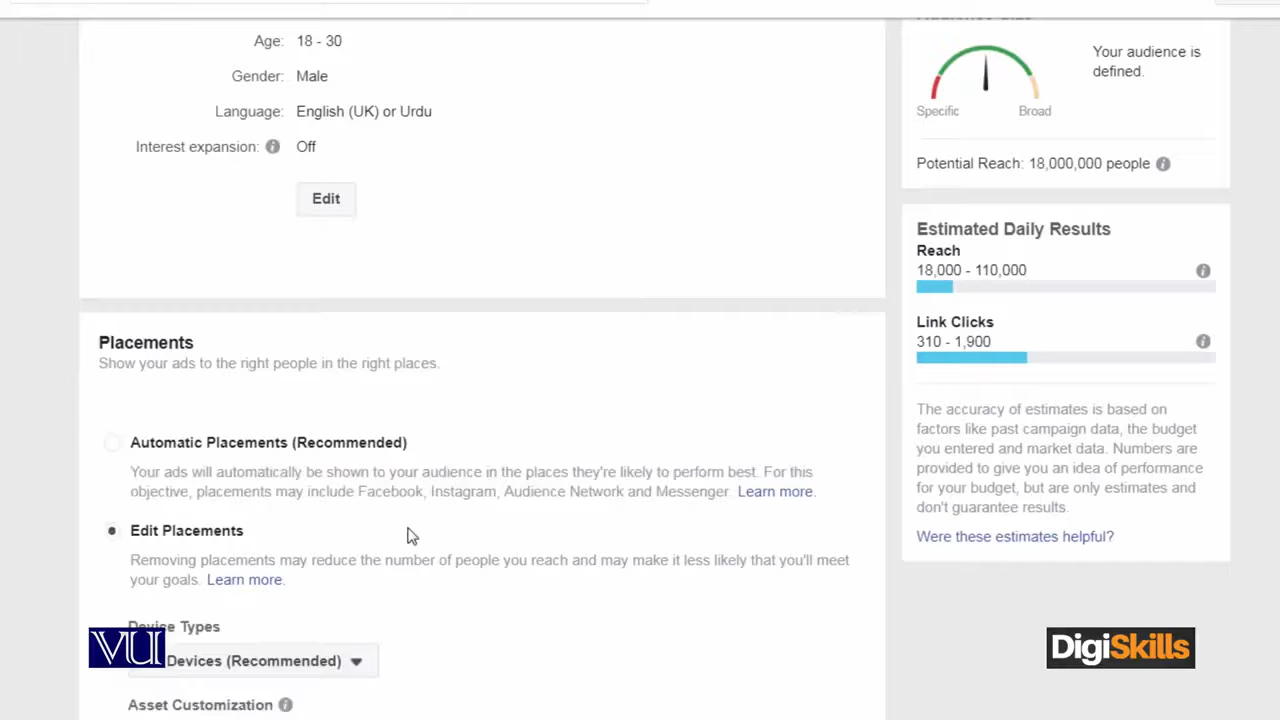 Age: 18 - 30
Gender: Male
Language: English (UK) or Urdu
Interest expansion: Off
Edit
Placements
Show your ads to the right people in the right places.
Automatic Placements (Recommended)
Your ads will automatically be shown to your audience in the places they're likely to perform best. For this
objective, placements may include Facebook, Instagram, Audience Network and Messenger. Learn more.
Edit Placements
Removing placements may reduce the number of people you reach and may make it less likely that you'll meet
your goals. Learn more.
Device Types
Devices (Recommended)
Asset Customization
VU
Your audience is
defined.
Specific Broad
Potential Reach: 18,000,000 people
Estimated Daily Results
Reach
18,000 - 110,000
Link Clicks
310 - 1,900
The accuracy of estimates is based on
factors like past campaign data, the budget
you entered and market data. Numbers are
provided to give you an idea of performance
for your budget, but are only estimates and
don't guarantee results.
Were these estimates helpful?
DigiSkills